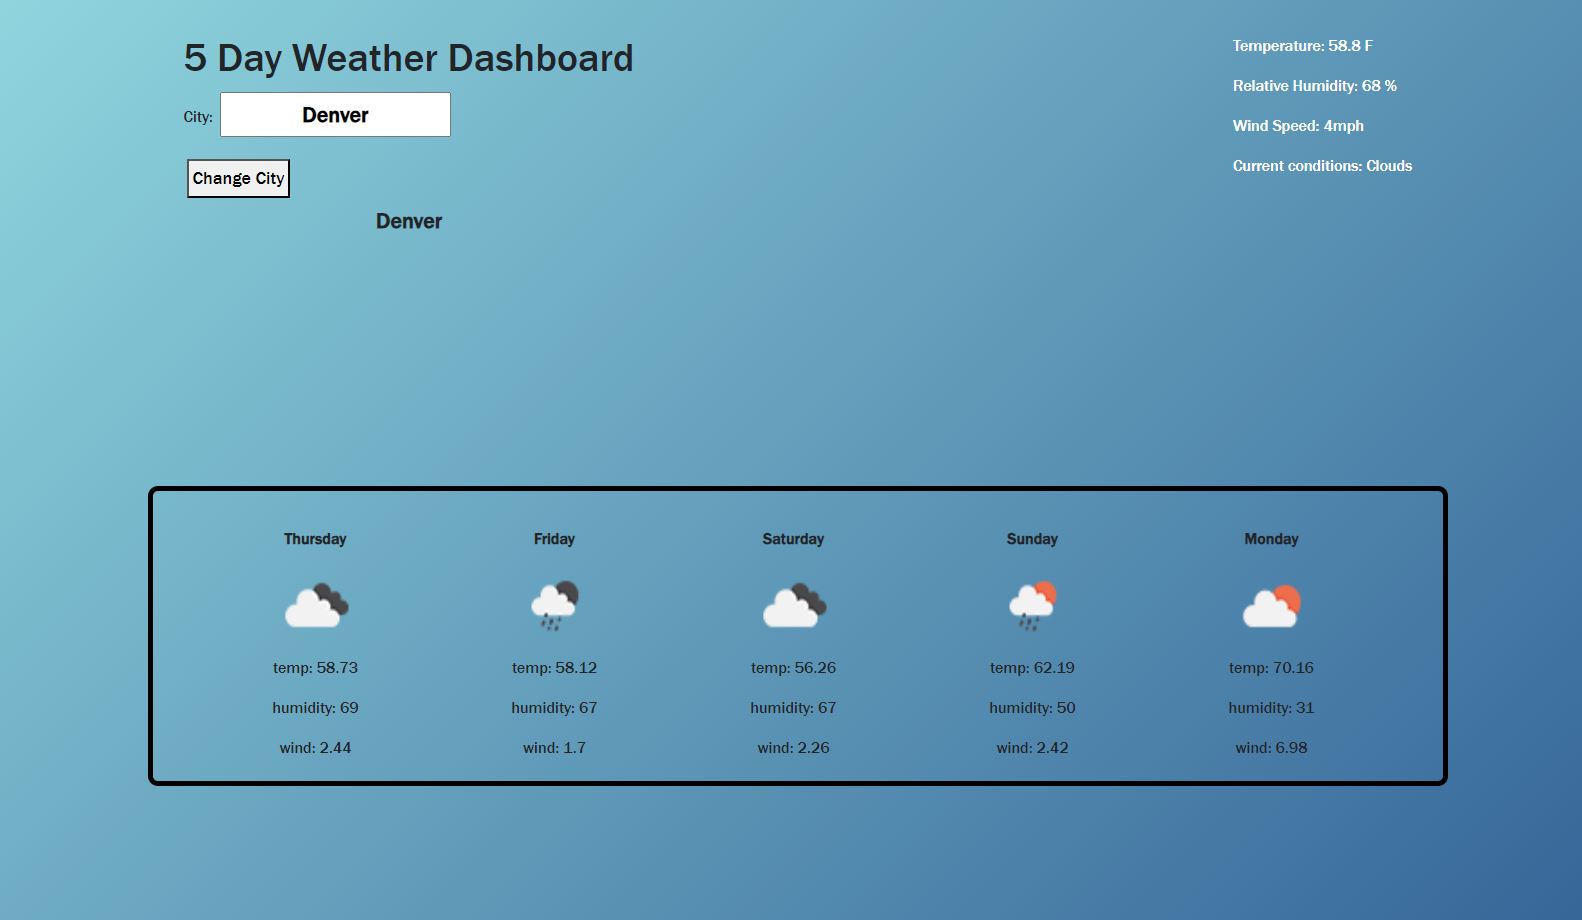 5 Day Weather Dashboard
City: Denver
Change City
Denver
Temperature: 58.8 F
Relative Humidity: 68 %
Wind Speed: 4mph
Current conditions: Clouds
Thursday Friday Saturday Sunday Monday
temp: 58.73 temp: 58.12 temp: 56.26 temp: 62.19 temp: 70.16
humidity: 69 humidity: 67 humidity: 67 humidity: 50 humidity: 31
wind: 2.44 wind: 1.7 wind: 2.26 wind: 2.42 wind: 6.98